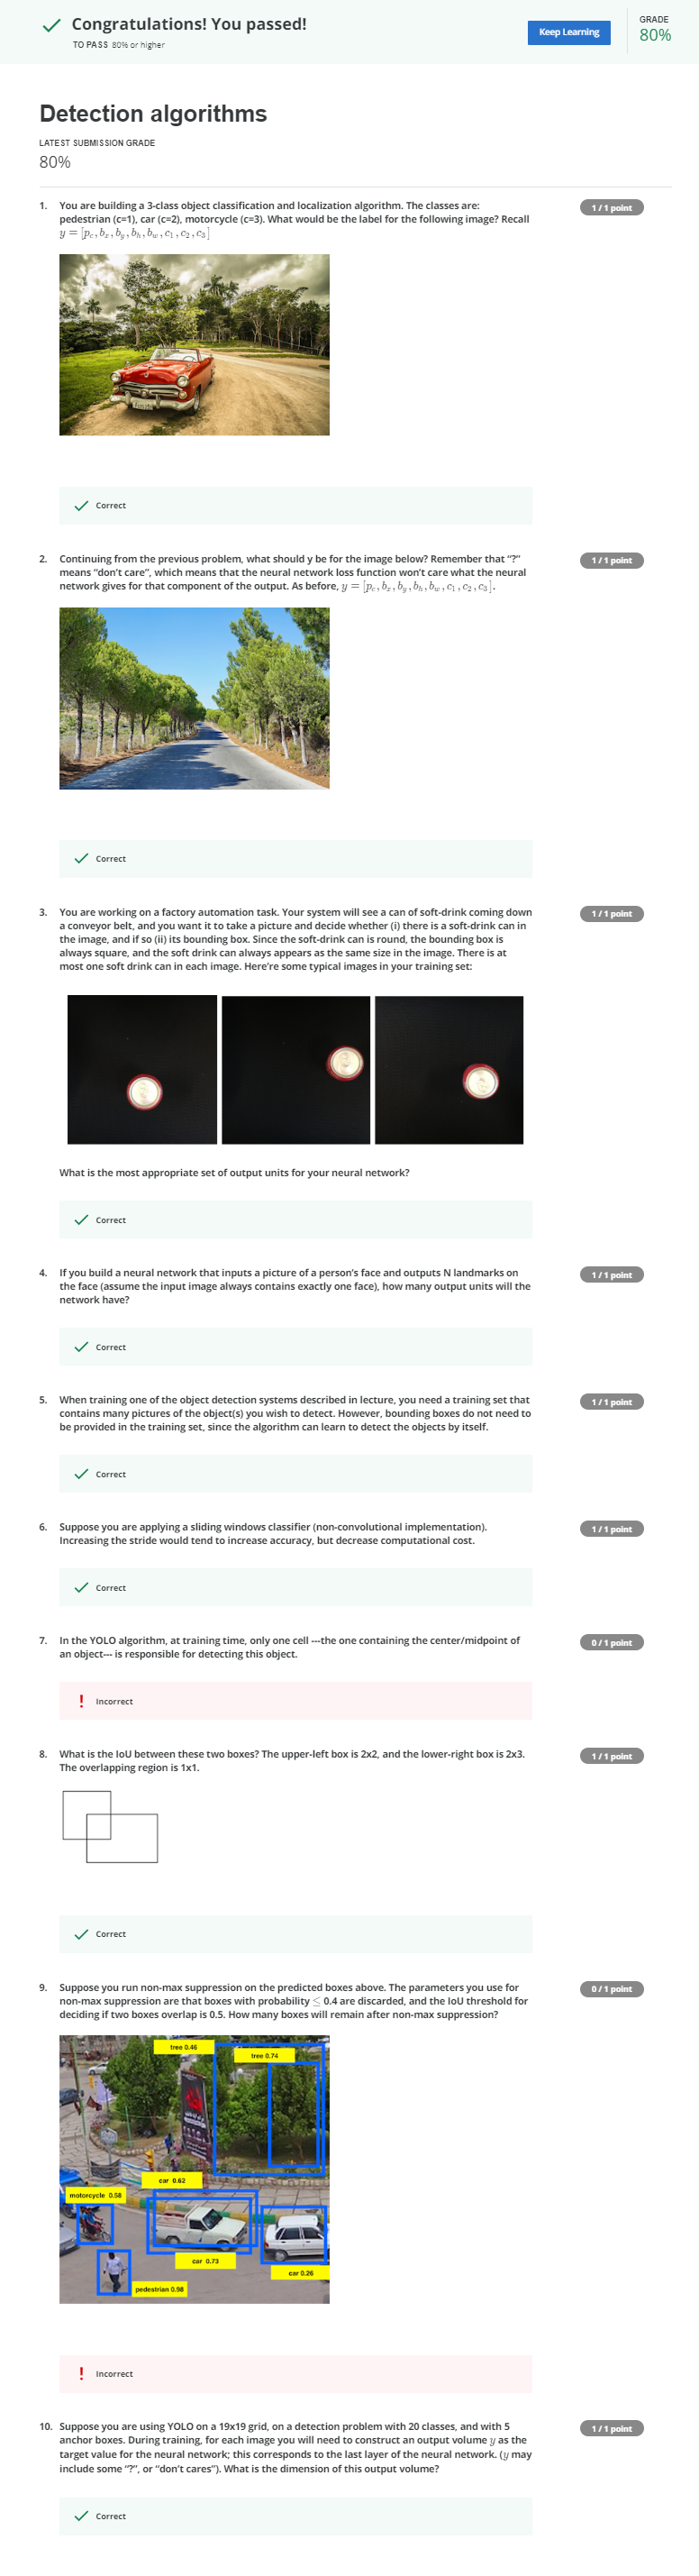 Congratulations! You passed!
TO PASS 80% or higher
Keep Learning
GRADE
80%
Detection algorithms
LATEST SUBMISSION GRADE
80%
1. You are building a 3-class object classification and localization algorithm. The classes are:
pedestrian (c=1), car (c=2), motorcycle (c=3). What would be the label for the following image? Recall
y = [p_c, b_x, b_y, b_h, b_w, c_1, c_2, c_3]
1 / 1 point
Correct
2. Continuing from the previous problem, what should y be for the image below? Remember that “?”
means “don’t care”, which means that the neural network loss function won’t care what the neural
network gives for that component of the output. As before, y = [p_c, b_x, b_y, b_h, b_w, c_1, c_2, c_3].
1 / 1 point
Correct
3. You are working on a factory automation task. Your system will see a can of soft-drink coming down
a conveyor belt, and you want it to take a picture and decide whether (i) there is a soft-drink can in
the image, and if so (ii) its bounding box. Since the soft-drink can is round, the bounding box is
always square, and the soft drink can always appears as the same size in the image. There is at
most one soft drink can in each image. Here’re some typical images in your training set:
1 / 1 point
What is the most appropriate set of output units for your neural network?
Correct
4. If you build a neural network that inputs a picture of a person’s face and outputs N landmarks on
the face (assume the input image always contains exactly one face), how many output units will the
network have?
1 / 1 point
Correct
5. When training one of the object detection systems described in lecture, you need a training set that
contains many pictures of the object(s) you wish to detect. However, bounding boxes do not need to
be provided in the training set, since the algorithm can learn to detect the objects by itself.
1 / 1 point
Correct
6. Suppose you are applying a sliding windows classifier (non-convolutional implementation).
Increasing the stride would tend to increase accuracy, but decrease computational cost.
1 / 1 point
Correct
7. In the YOLO algorithm, at training time, only one cell ---the one containing the center/midpoint of
an object--- is responsible for detecting this object.
0 / 1 point
Incorrect
8. What is the IoU between these two boxes? The upper-left box is 2x2, and the lower-right box is 2x3.
The overlapping region is 1x1.
1 / 1 point
Correct
9. Suppose you run non-max suppression on the predicted boxes above. The parameters you use for
non-max suppression are that boxes with probability ≤ 0.4 are discarded, and the IoU threshold for
deciding if two boxes overlap is 0.5. How many boxes will remain after non-max suppression?
0 / 1 point
tree 0.46
tree 0.74
car 0.62
motorcycle 0.58
car 0.73
car 0.26
pedestrian 0.98
Incorrect
10. Suppose you are using YOLO on a 19x19 grid, on a detection problem with 20 classes, and with 5
anchor boxes. During training, for each image you will need to construct an output volume y as the
target value for the neural network; this corresponds to the last layer of the neural network. (y may
include some “?”, or “don’t cares”). What is the dimension of this output volume?
1 / 1 point
Correct